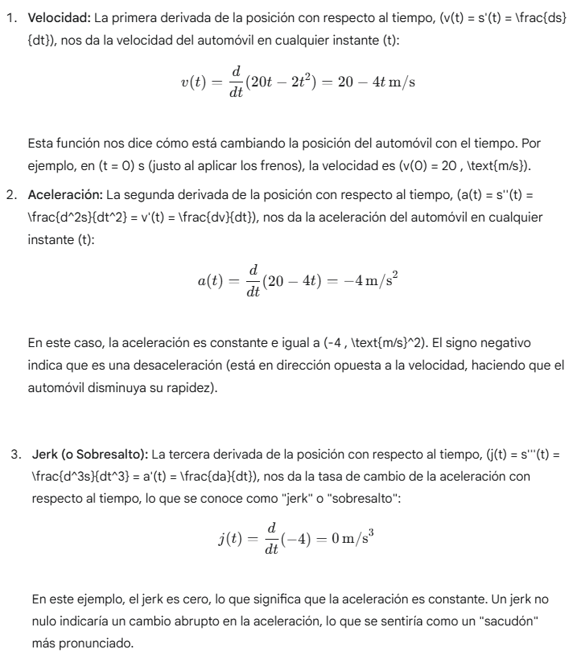 1. Velocidad: La primera derivada de la posición con respecto al tiempo, (v(t) = s'(t) = \frac{ds}
{dt}), nos da la velocidad del automóvil en cualquier instante (t):
v(t) = d/dt (20t − 2t²) = 20 − 4t m/s
Esta función nos dice cómo está cambiando la posición del automóvil con el tiempo. Por
ejemplo, en (t = 0) s (justo al aplicar los frenos), la velocidad es (v(0) = 20 , \text{m/s}).
2. Aceleración: La segunda derivada de la posición con respecto al tiempo, (a(t) = s''(t) =
\frac{d^2s}{dt^2} = v'(t) = \frac{dv}{dt}), nos da la aceleración del automóvil en cualquier
instante (t):
a(t) = d/dt (20 − 4t) = −4 m/s²
En este caso, la aceleración es constante e igual a (-4 , \text{m/s}^2). El signo negativo
indica que es una desaceleración (está en dirección opuesta a la velocidad, haciendo que el
automóvil disminuya su rapidez).
3. Jerk (o Sobresalto): La tercera derivada de la posición con respecto al tiempo, (j(t) = s'''(t) =
\frac{d^3s}{dt^3} = a'(t) = \frac{da}{dt}), nos da la tasa de cambio de la aceleración con
respecto al tiempo, lo que se conoce como "jerk" o "sobresalto":
j(t) = d/dt (−4) = 0 m/s³
En este ejemplo, el jerk es cero, lo que significa que la aceleración es constante. Un jerk no
nulo indicaría un cambio abrupto en la aceleración, lo que se sentiría como un "sacudón"
más pronunciado.